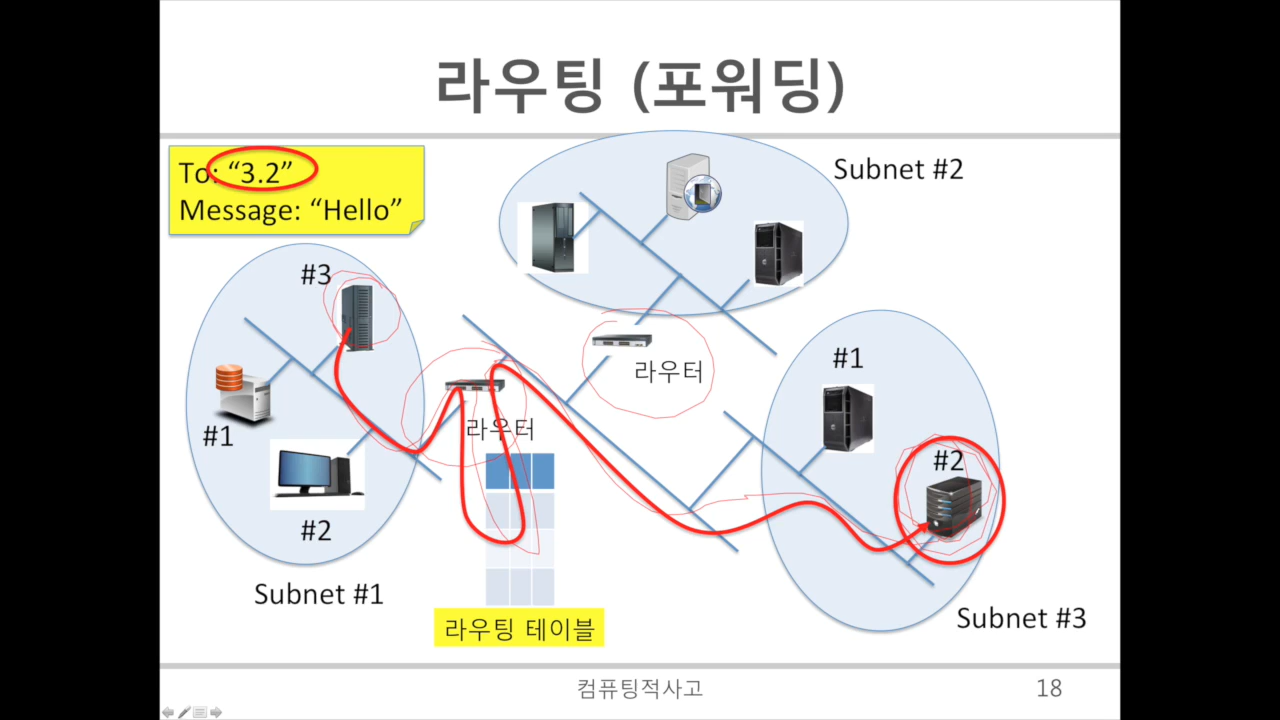 라우팅 (포워딩)
To: “3.2”
Message: “Hello”
Subnet #2
#3
#1
#2
Subnet #1
라우터
라우터
라우팅 테이블
#1
#2
Subnet #3
컴퓨팅적사고
18